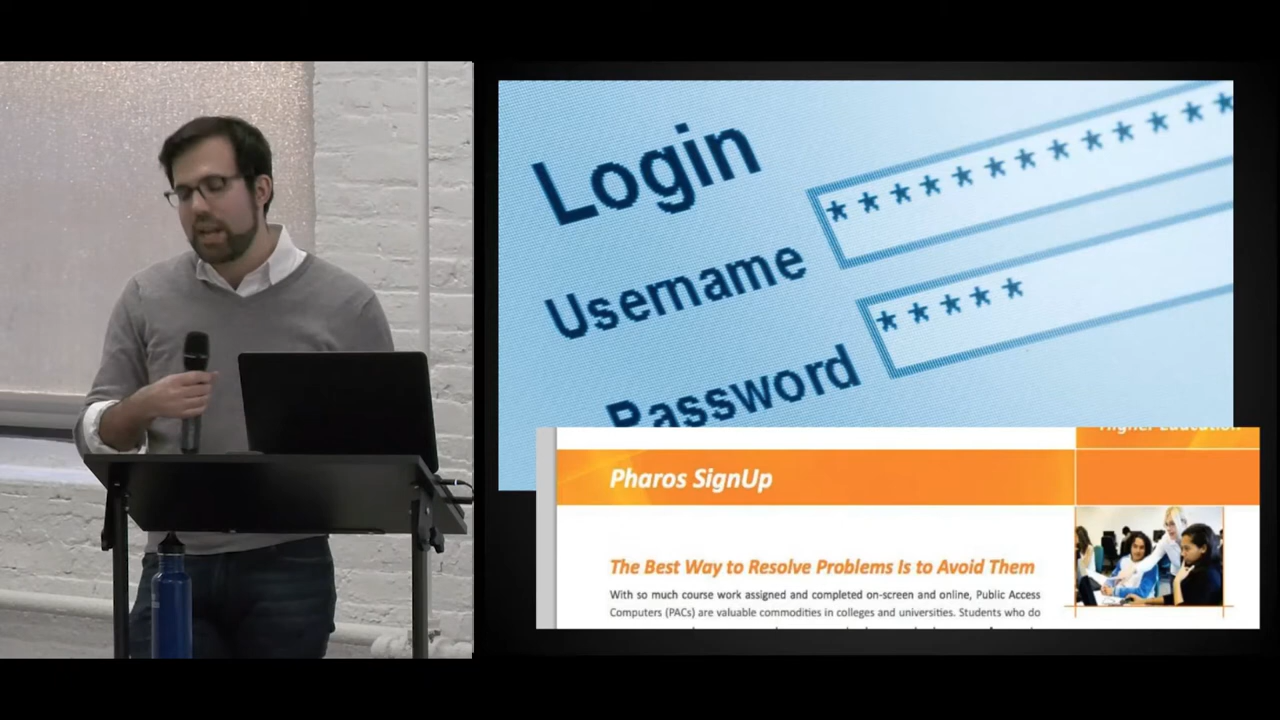 Login
Username
***********
Password
*****
Higher Education
Pharos SignUp
The Best Way to Resolve Problems Is to Avoid Them
With so much course work assigned and completed on-screen and online, Public Access
Computers (PACs) are valuable commodities in colleges and universities. Students who do